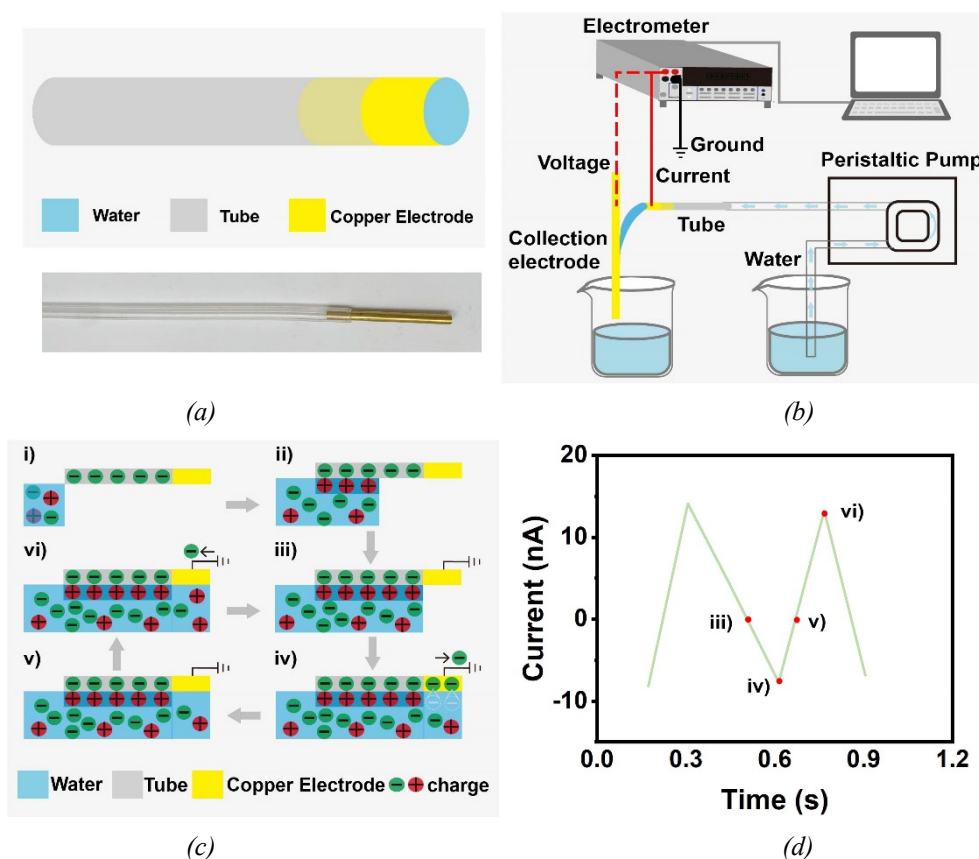 Water Tube Copper Electrode
(a)
Electrometer
Ground
Voltage
Current
Peristaltic Pump
Tube
Collection
electrode
Water
(b)
i)
ii)
vi)
iii)
v)
iv)
Water Tube Copper Electrode charge
(c)
20
10
0
-10
Current (nA)
iii)
iv)
v)
vi)
0.0 0.3 0.6 0.9 1.2
Time (s)
(d)